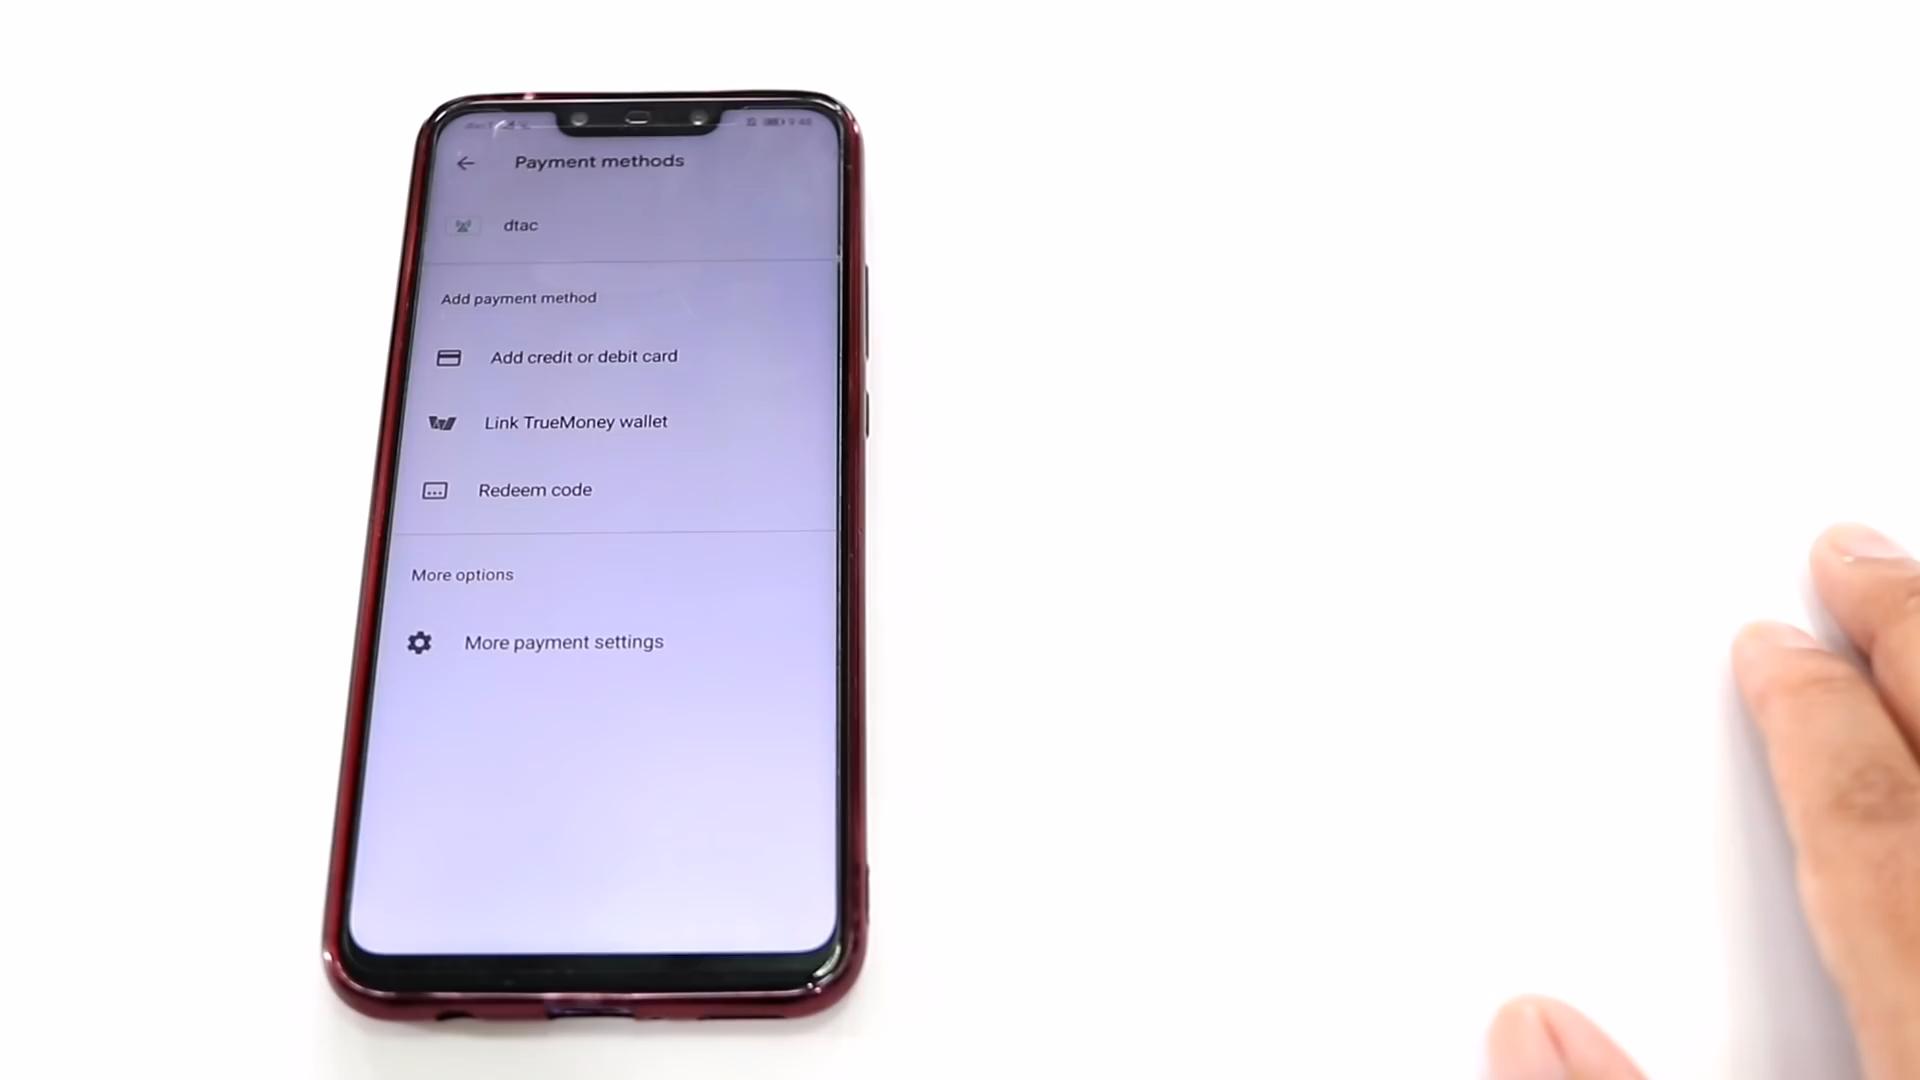 Payment methods
dtac
Add payment method
Add credit or debit card
Link TrueMoney wallet
Redeem code
More options
More payment settings